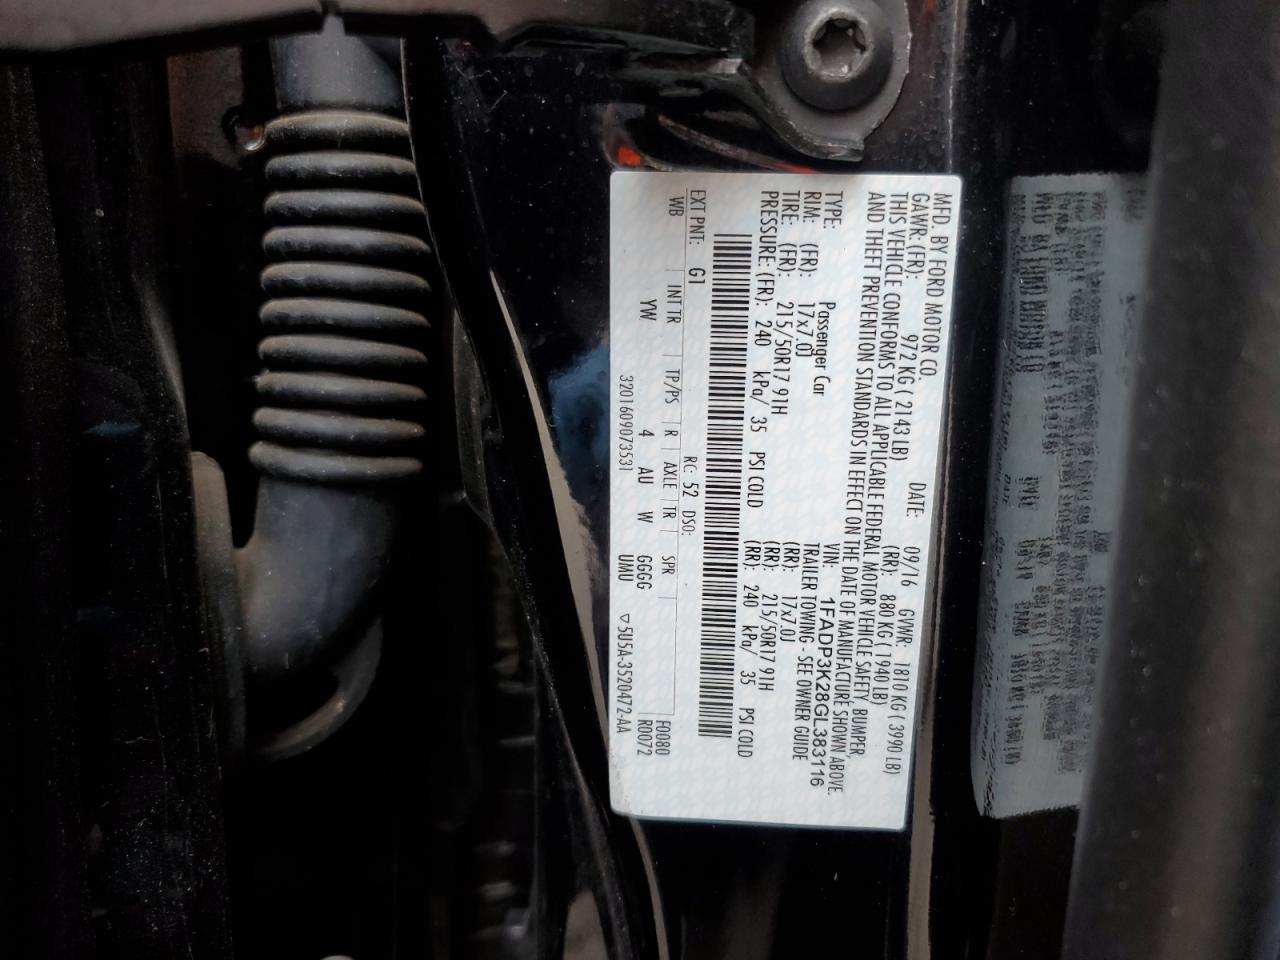 MFD. BY FORD MOTOR CO.
DATE: 09/16 GVWR: 1810 KG ( 3990 LB)
GAWR: (FR): 972 KG ( 2143 LB) (RR): 880 KG ( 1940 LB)
THIS VEHICLE CONFORMS TO ALL APPLICABLE FEDERAL MOTOR VEHICLE SAFETY, BUMPER,
AND THEFT PREVENTION STANDARDS IN EFFECT ON THE DATE OF MANUFACTURE SHOWN ABOVE.
VIN: 1FADP3K28GL383116
TYPE: Passenger Car TRAILER TOWING - SEE OWNER GUIDE
RIM: (FR): 17x7.0J (RR): 17x7.0J
TIRE: (FR): 215/50R17 91H (RR): 215/50R17 91H
PRESSURE (FR): 240 kPa/ 35 PSI COLD (RR): 240 kPa/ 35 PSI COLD
EXT PNT: G1 RC: 52 DSO:
WB INT TR TP/PS R AXLE TR SPR F0080
YW 4 AU W GGGG R0072
3201609073531 UMU ▽5U5A-3520472-AA